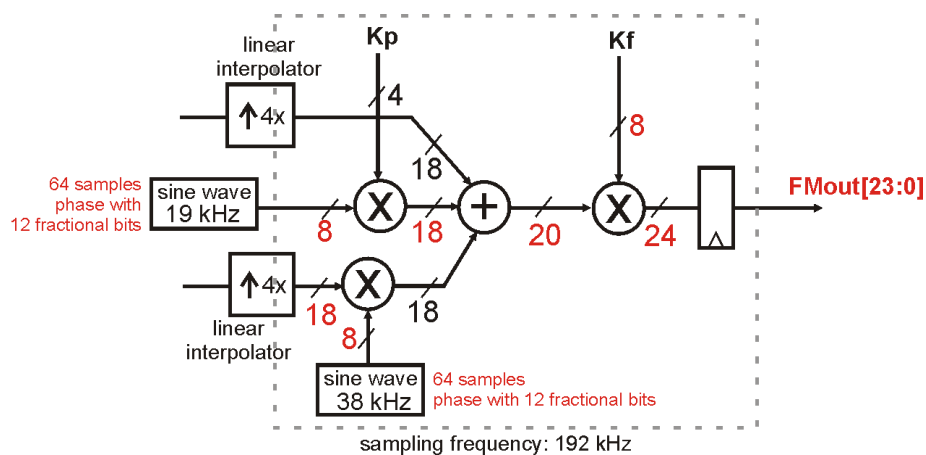 Kp
Kf
linear
interpolator
↑ 4x
4
8
18
64 samples
phase with
12 fractional bits
sine wave
19 kHz
8
X
18
+
20
X
24
FMout[23:0]
↑ 4x
18
X
18
linear
interpolator
8
sine wave
38 kHz
64 samples
phase with 12 fractional bits
sampling frequency: 192 kHz